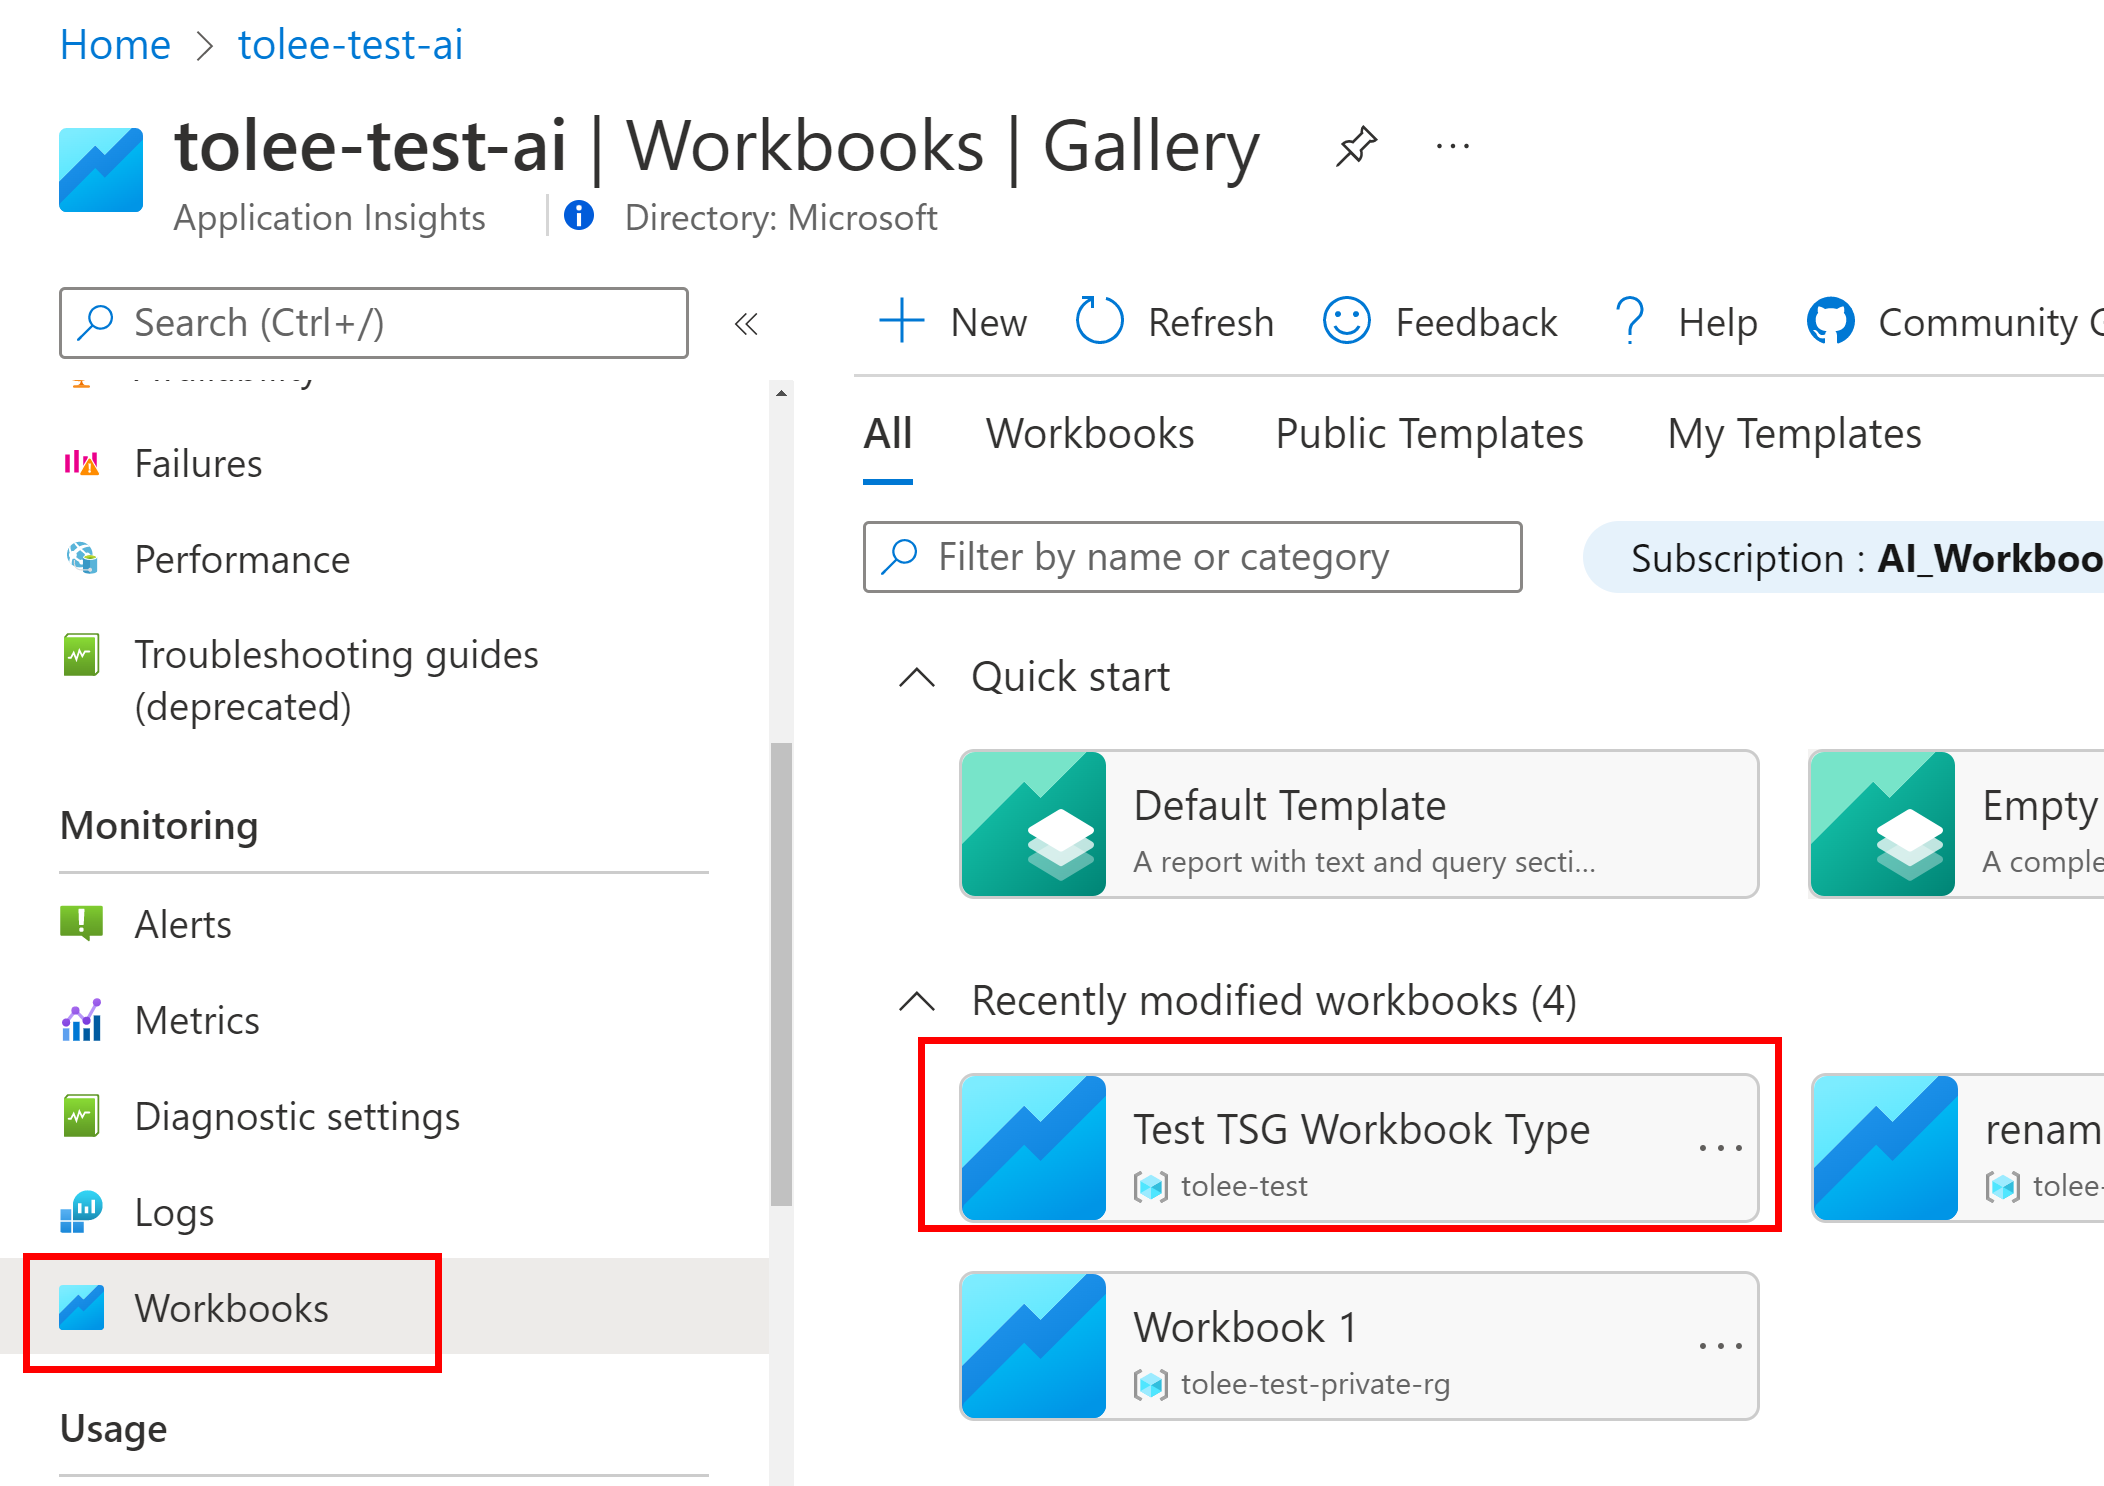 Home > tolee-test-ai
tolee-test-ai | Workbooks | Gallery ...
Application Insights
Directory: Microsoft
Search (Ctrl+/)
«
New
Refresh
Feedback
Help
Community
Failures
Performance
Troubleshooting guides
(deprecated)
Monitoring
Alerts
Metrics
Diagnostic settings
Logs
Workbooks
Usage
All
Workbooks
Public Templates
My Templates
Filter by name or category
Subscription : AI_Workboo
Quick start
Default Template
A report with text and query secti...
Empty
A comple
Recently modified workbooks (4)
Test TSG Workbook Type
...
tolee-test
renam
tolee-
Workbook 1
...
tolee-test-private-rg